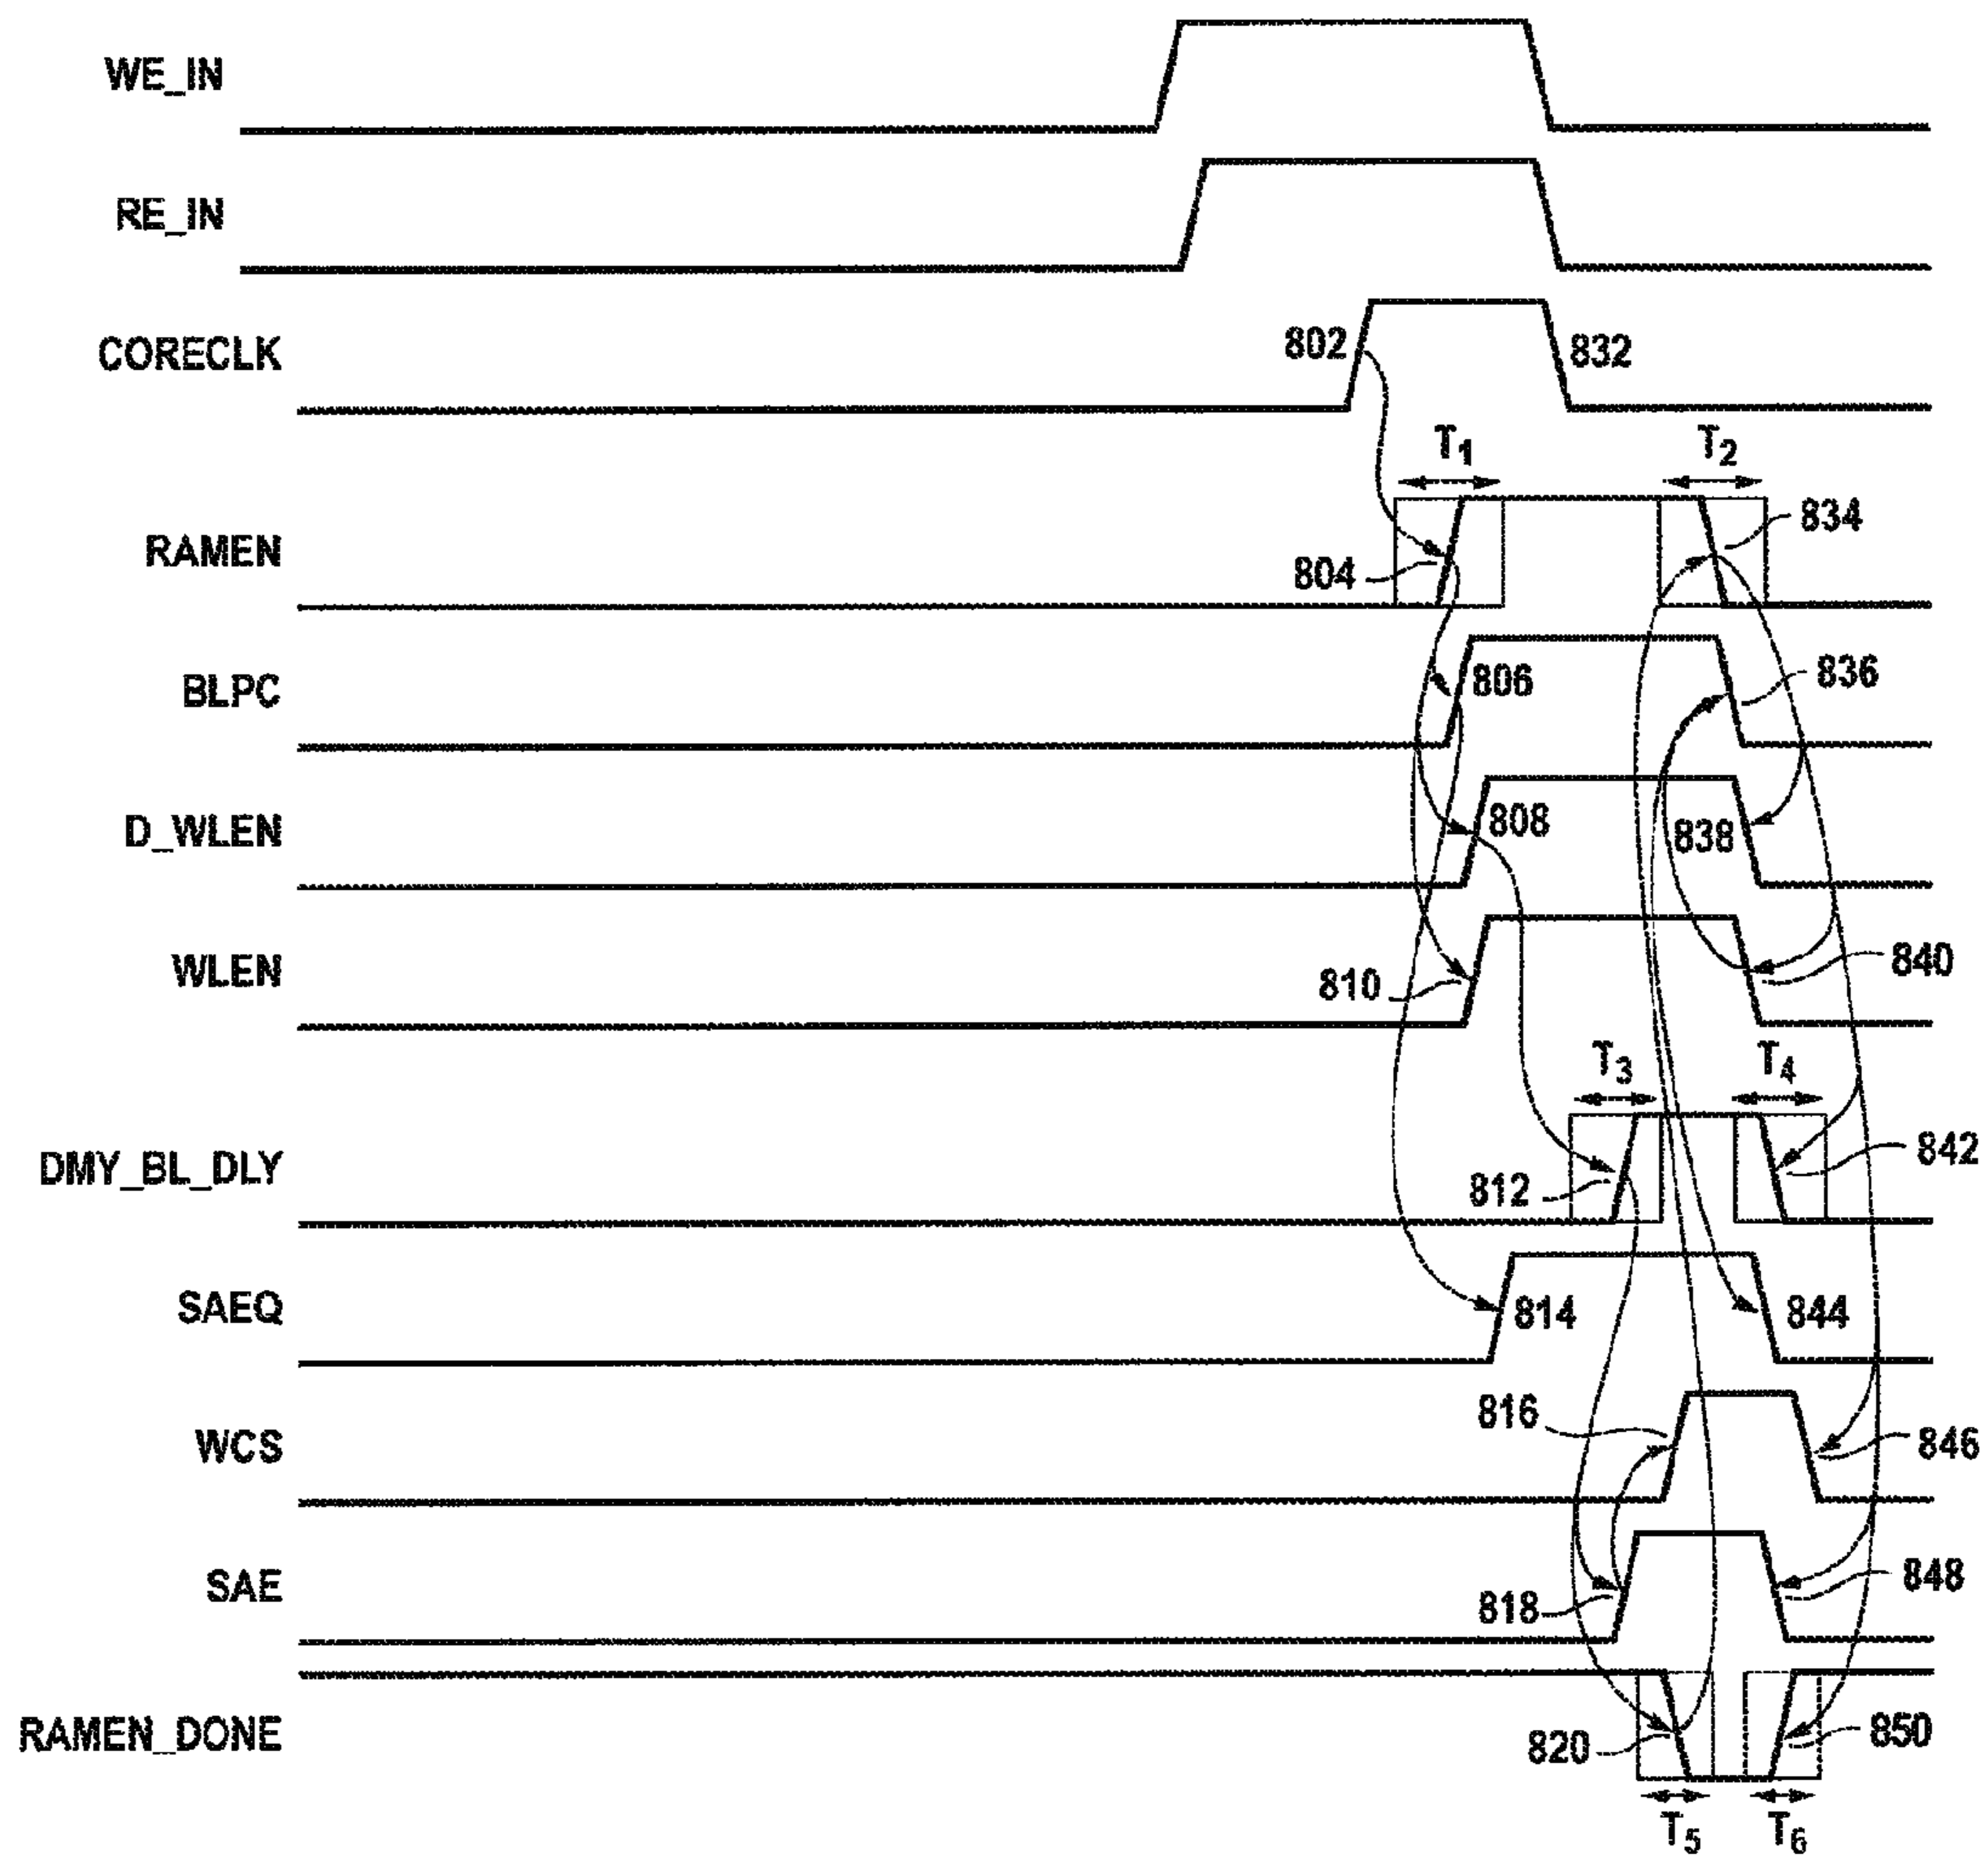 WE_IN
RE_IN
CORECLK
802
832
T1
T2
RAMEN
804
834
BLPC
806
836
D_WLEN
808
838
WLEN
810
840
T3
T4
DMY_BL_DLY
812
842
SAEQ
814
844
WCS
816
846
SAE
818
848
RAMEN_DONE
820
850
T5
T6